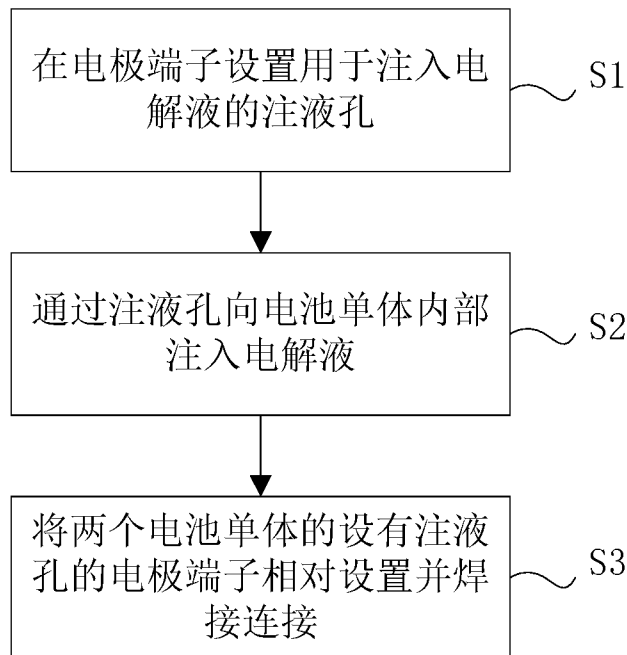 在电极端子设置用于注入电
解液的注液孔
S1
通过注液孔向电池单体内部
注入电解液
S2
将两个电池单体的设有注液
孔的电极端子相对设置并焊
接连接
S3